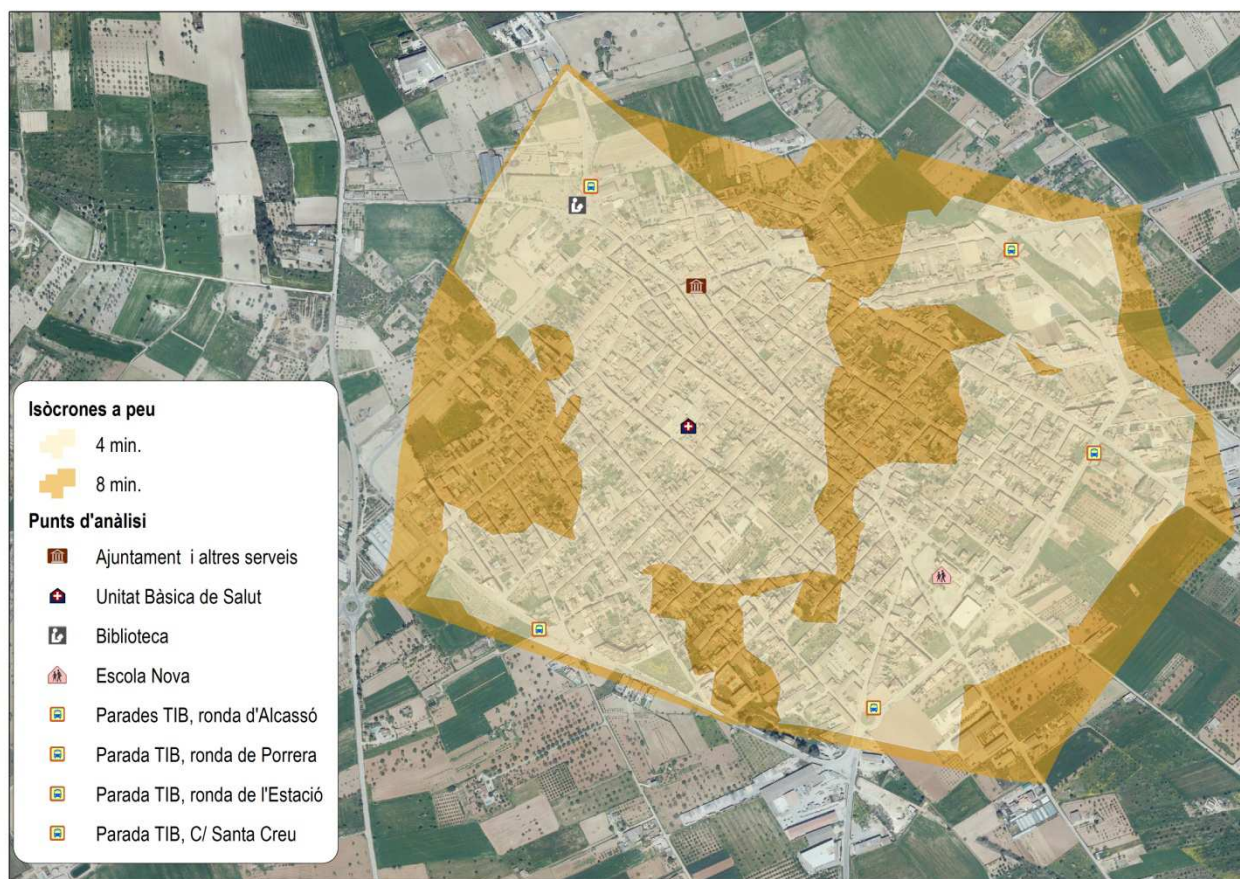 Isòcrones a peu
4 min.
8 min.
Punts d'anàlisi
Ajuntament i altres serveis
Unitat Bàsica de Salut
Biblioteca
Escola Nova
Parades TIB, ronda d'Alcassó
Parada TIB, ronda de Porrera
Parada TIB, ronda de l'Estació
Parada TIB, C/ Santa Creu